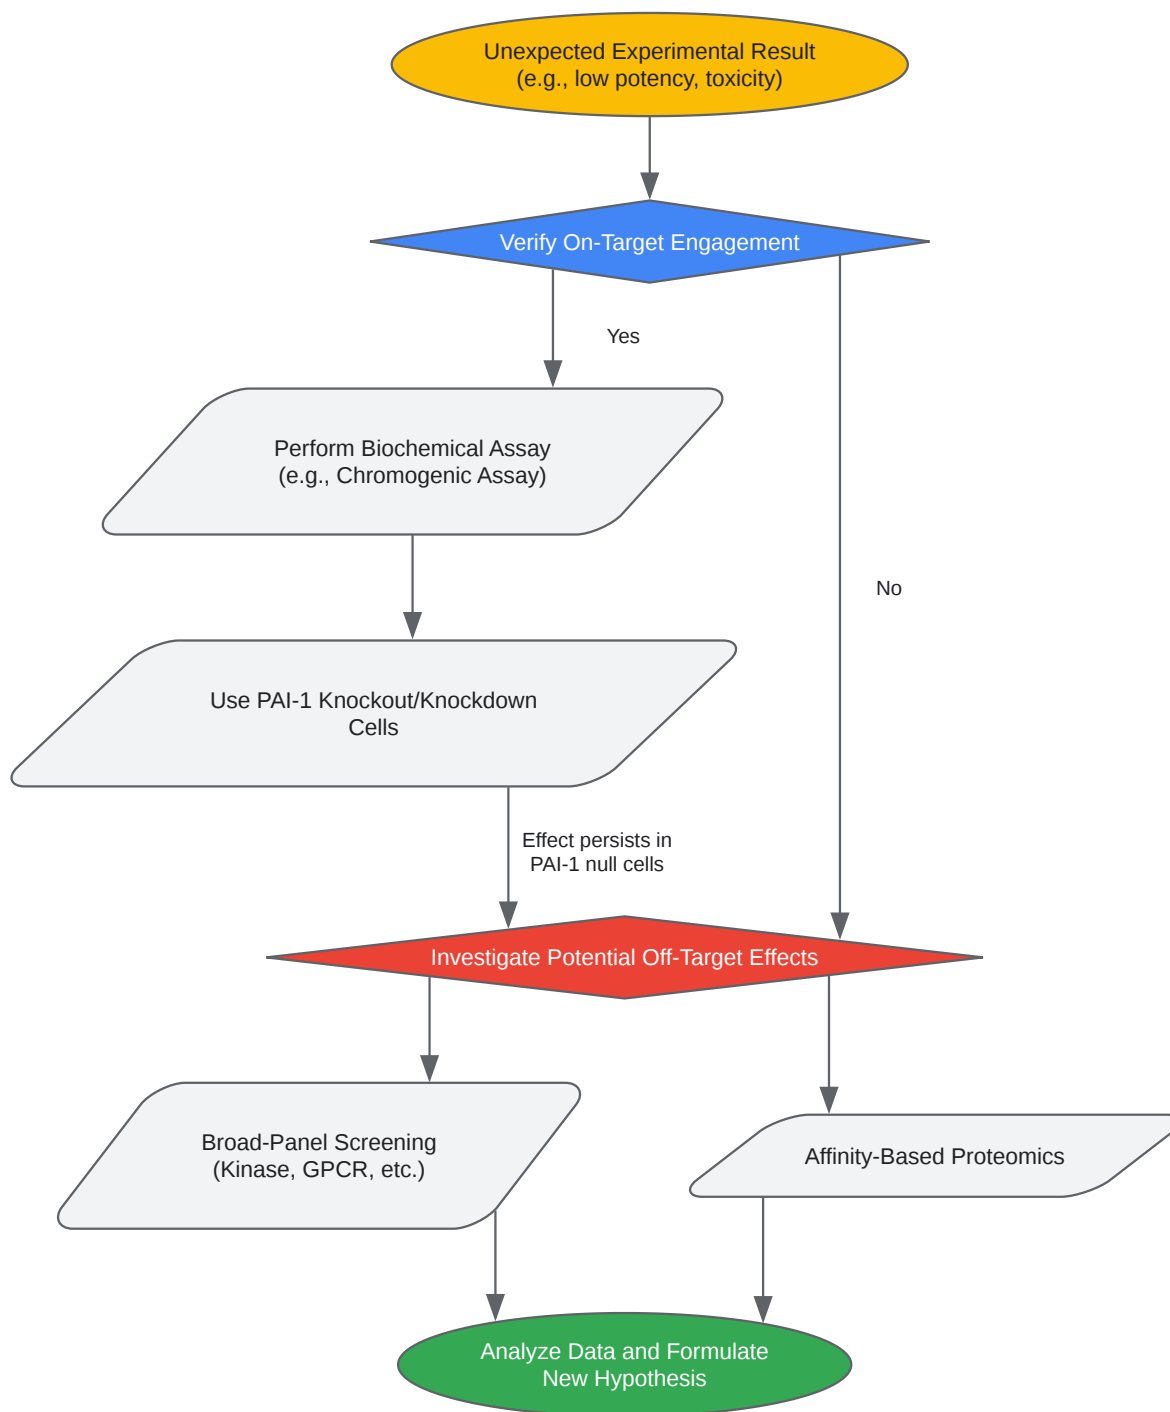 Unexpected Experimental Result
(e.g., low potency, toxicity)
Verify On-Target Engagement
Yes
Perform Biochemical Assay
(e.g., Chromogenic Assay)
No
Use PAI-1 Knockout/Knockdown
Cells
Effect persists in
PAI-1 null cells
Investigate Potential Off-Target Effects
Broad-Panel Screening
(Kinase, GPCR, etc.)
Affinity-Based Proteomics
Analyze Data and Formulate
New Hypothesis